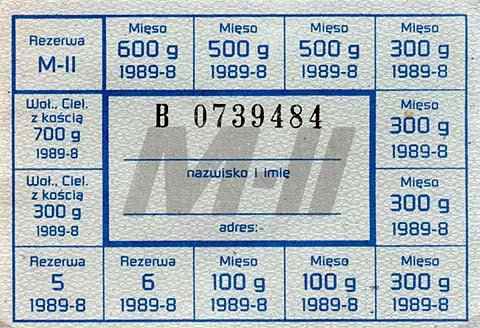 Rezerwa
M-II
Mięso
600 g
1989-8
Mięso
500 g
1989-8
Mięso
500 g
1989-8
Mięso
300 g
1989-8
Woł., Ciel.
z kością
700 g
1989-8
B 0739484
M-II
nazwisko i imię
adres:-
Mięso
300 g
1989-8
Woł., Ciel.
z kością
300 g
1989-8
Mięso
300 g
1989-8
Rezerwa
5
1989-8
Rezerwa
6
1989-8
Mięso
100 g
1989-8
Mięso
100 g
1989-8
Mięso
300 g
1989-8